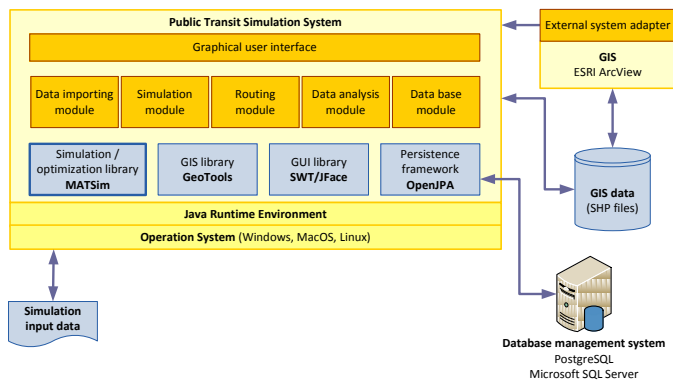 Public Transit Simulation System
Graphical user interface
Data importing
module
Simulation
module
Routing
module
Data analysis
module
Data base
module
Simulation /
optimization library
MATSim
GIS library
GeoTools
GUI library
SWT/JFace
Persistence
framework
OpenJPA
Java Runtime Environment
Operation System (Windows, MacOS, Linux)
External system adapter
GIS
ESRI ArcView
GIS data
(SHP files)
Simulation
input data
Database management system
PostgreSQL
Microsoft SQL Server